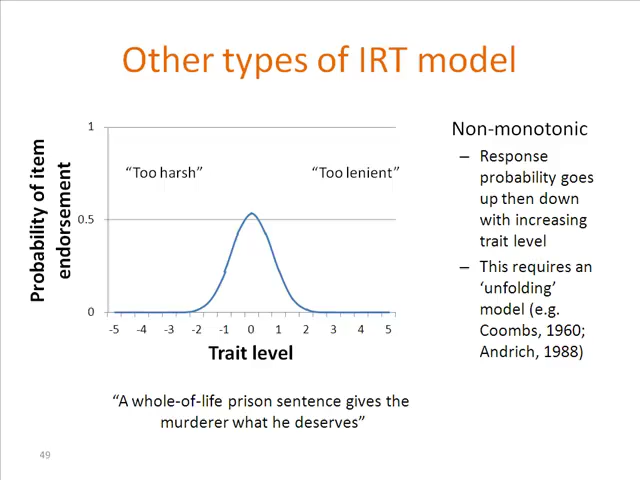 Other types of IRT model
Probability of item
endorsement
1
0.5
0
"Too harsh"
"Too lenient"
-5 -4 -3 -2 -1 0 1 2 3 4 5
Trait level
Non-monotonic
– Response
probability goes
up then down
with increasing
trait level
– This requires an
‘unfolding’
model (e.g.
Coombs, 1960;
Andrich, 1988)
“A whole-of-life prison sentence gives the
murderer what he deserves”
49